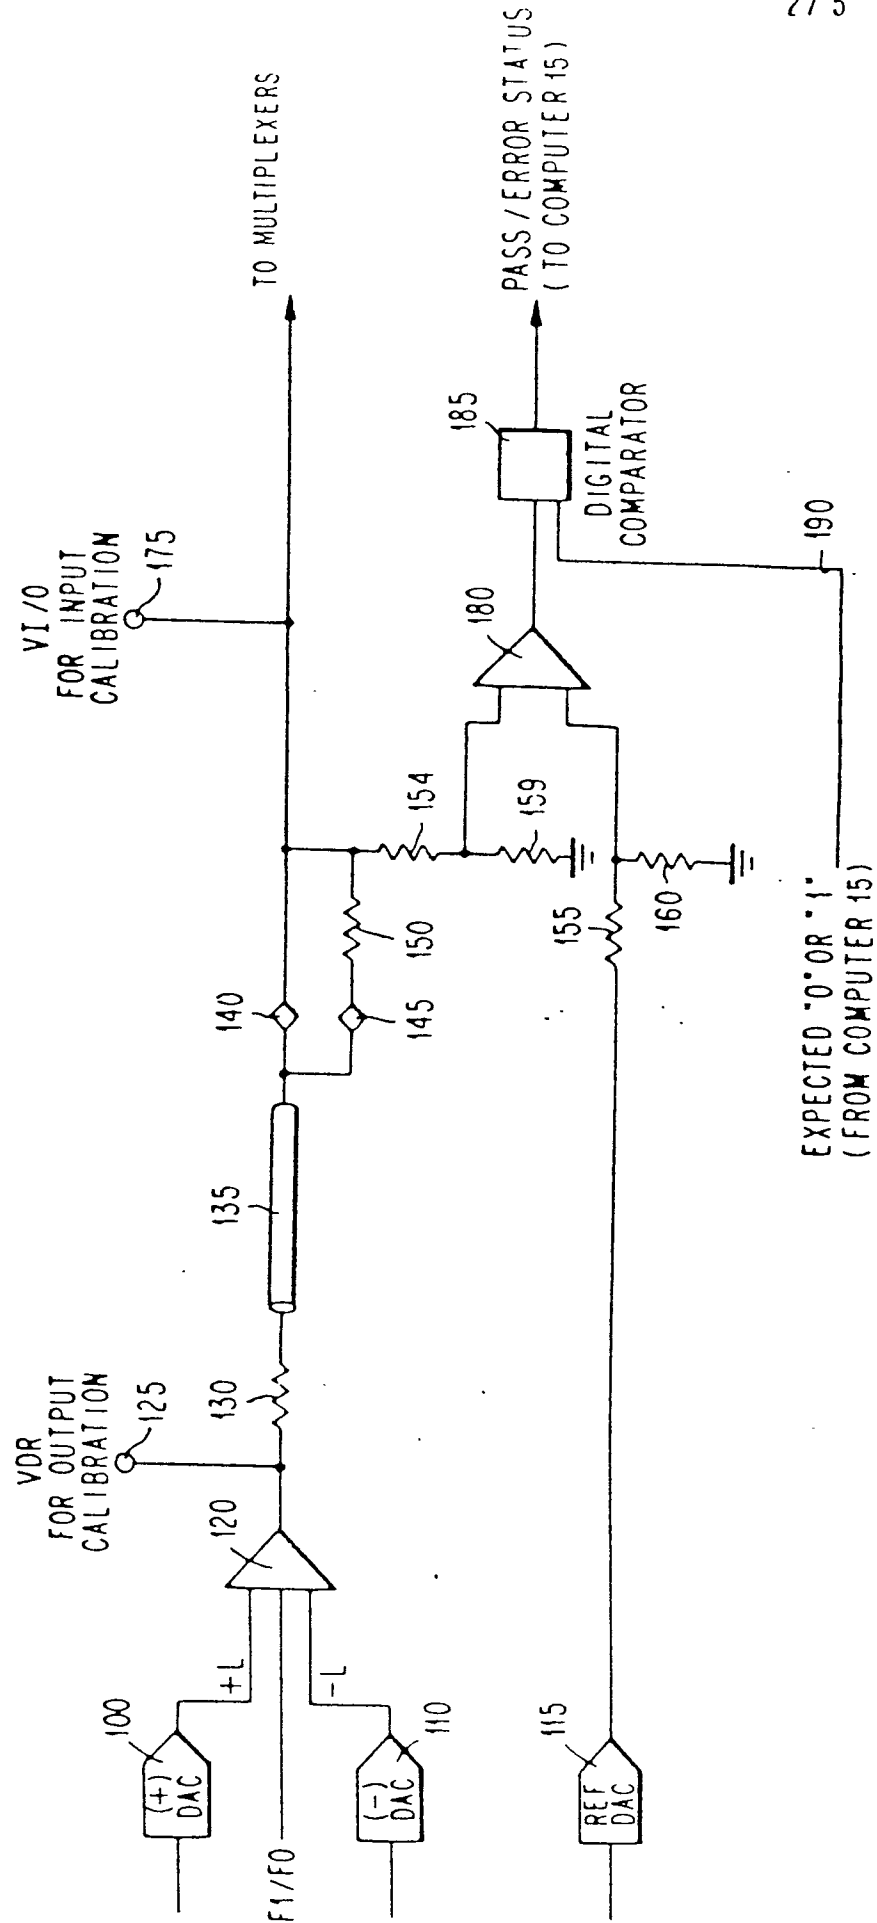 2/5
VDR
FOR OUTPUT
CALIBRATION
125
VI/O
FOR INPUT
CALIBRATION
175
100
(+)
DAC
+L
F1/F0
-L
(-)
DAC
110
120
130
135
140
145
150
154
159
TO MULTIPLEXERS
115
REF
DAC
155
160
180
185
DIGITAL
COMPARATOR
PASS/ERROR STATUS
(TO COMPUTER 15)
190
EXPECTED "0" OR "1"
(FROM COMPUTER 15)